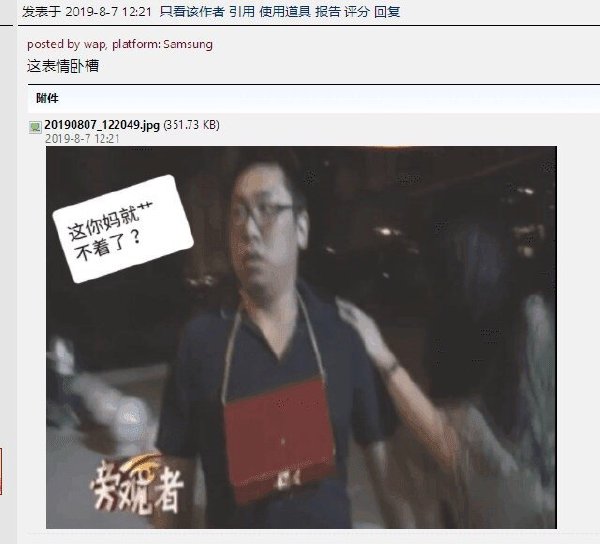 发表于 2019-8-7 12:21 只看该作者 引用 使用道具 报告 评分 回复
posted by wap, platform: Samsung
这表情卧槽
附件
20190807_122049.jpg (351.73 KB)
2019-8-7 12:21
这你妈就艹
不着了？
旁观者